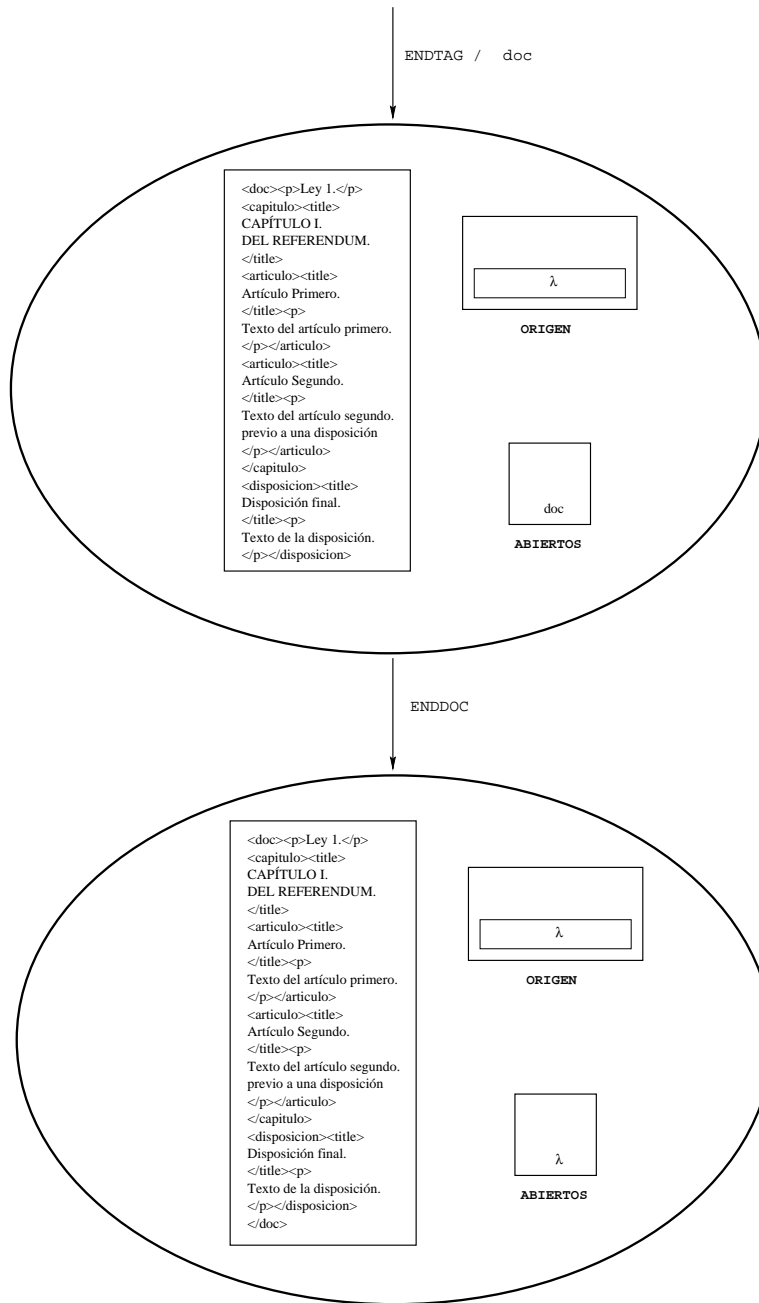 ENDTAG / doc
<doc><p>Ley 1.</p>
<capitulo><title>
CAPÍTULO I.
DEL REFERENDUM.
</title>
<articulo><title>
Artículo Primero.
</title><p>
Texto del artículo primero.
</p></articulo>
<articulo><title>
Artículo Segundo.
</title><p>
Texto del artículo segundo.
previo a una disposición
</p></articulo>
</capitulo>
<disposicion><title>
Disposición final.
</title><p>
Texto de la disposición.
</p></disposicion>
λ
ORIGEN
doc
ABIERTOS
ENDDOC
<doc><p>Ley 1.</p>
<capitulo><title>
CAPÍTULO I.
DEL REFERENDUM.
</title>
<articulo><title>
Artículo Primero.
</title><p>
Texto del artículo primero.
</p></articulo>
<articulo><title>
Artículo Segundo.
</title><p>
Texto del artículo segundo.
previo a una disposición
</p></articulo>
</capitulo>
<disposicion><title>
Disposición final.
</title><p>
Texto de la disposición.
</p></disposicion>
</doc>
λ
ORIGEN
λ
ABIERTOS